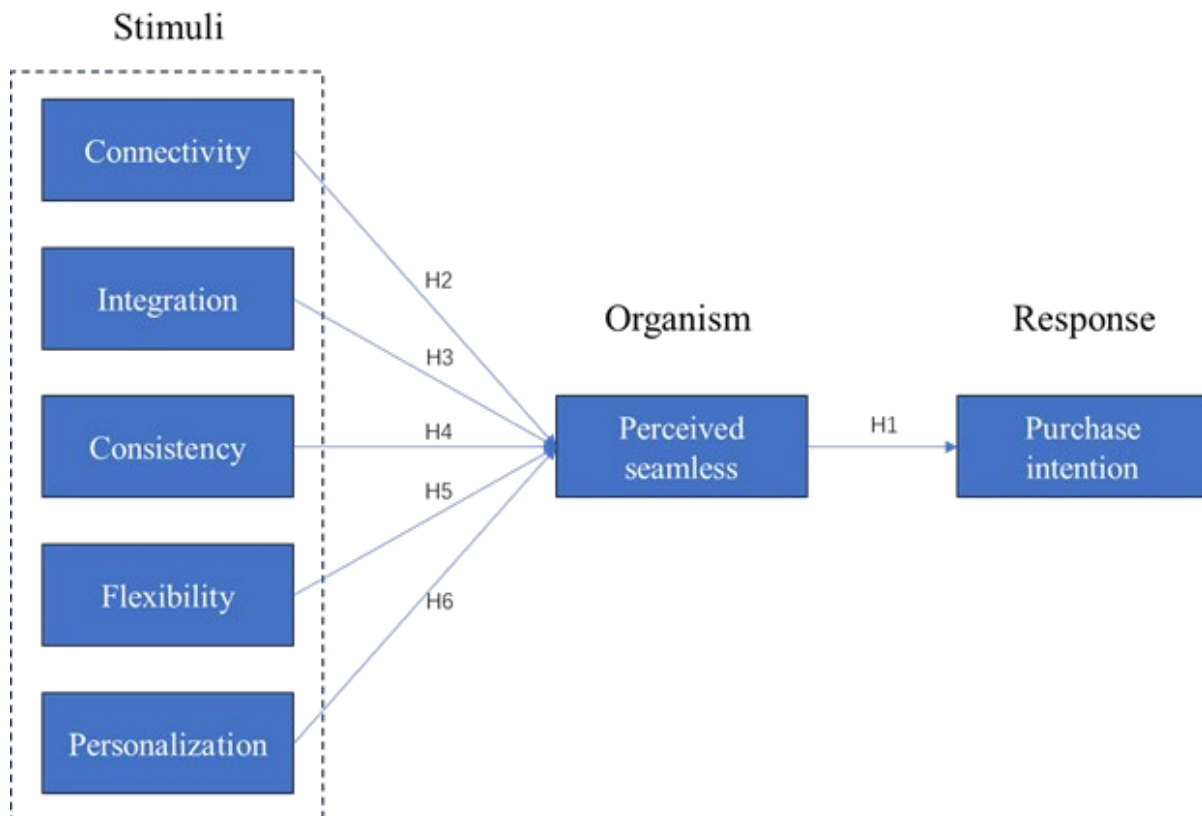 Stimuli
Connectivity
Integration
Consistency
Flexibility
Personalization
H2
H3
H4
H5
H6
Organism
Perceived
seamless
H1
Response
Purchase
intention